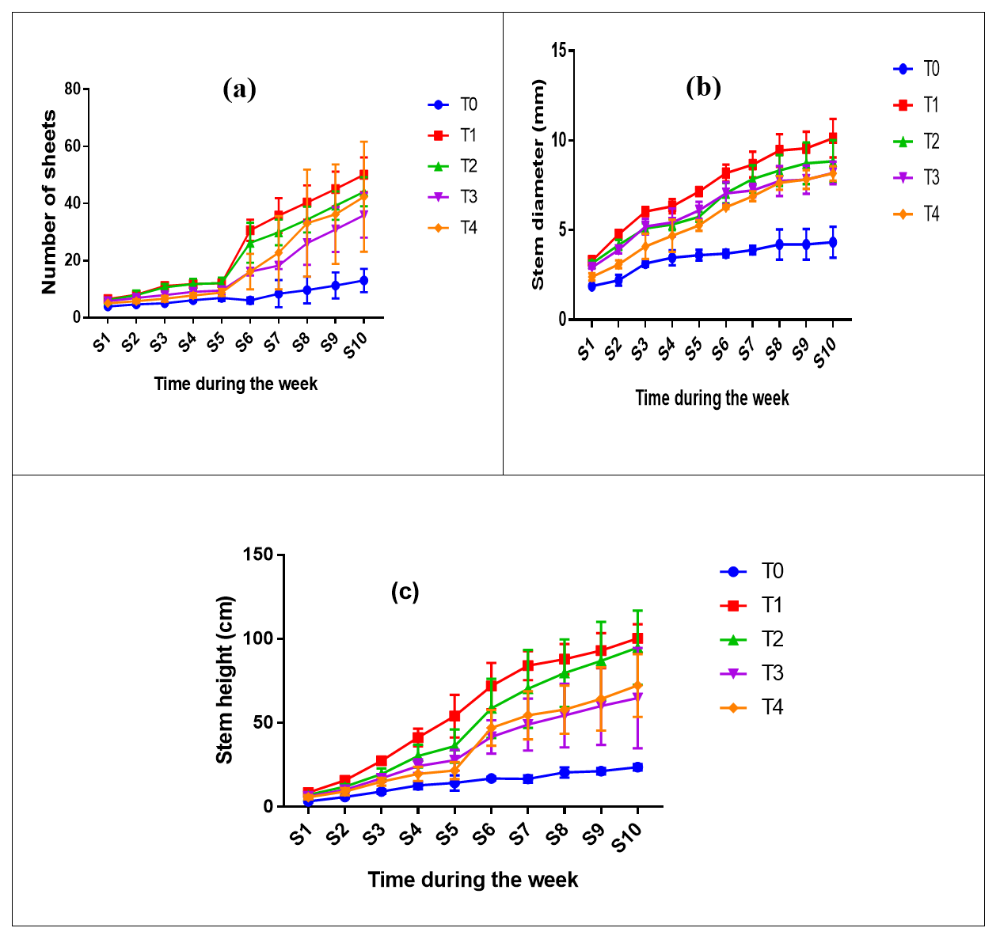 (a)
80
60
40
20
0
Number of sheets
S1 S2 S3 S4 S5 S6 S7 S8 S9 S10
Time during the week
T0
T1
T2
T3
T4
(b)
15
10
5
0
Stem diameter (mm)
S1 S2 S3 S4 S5 S6 S7 S8 S9 S10
Time during the week
T0
T1
T2
T3
T4
(c)
150
100
50
0
Stem height (cm)
S1 S2 S3 S4 S5 S6 S7 S8 S9 S10
Time during the week
T0
T1
T2
T3
T4